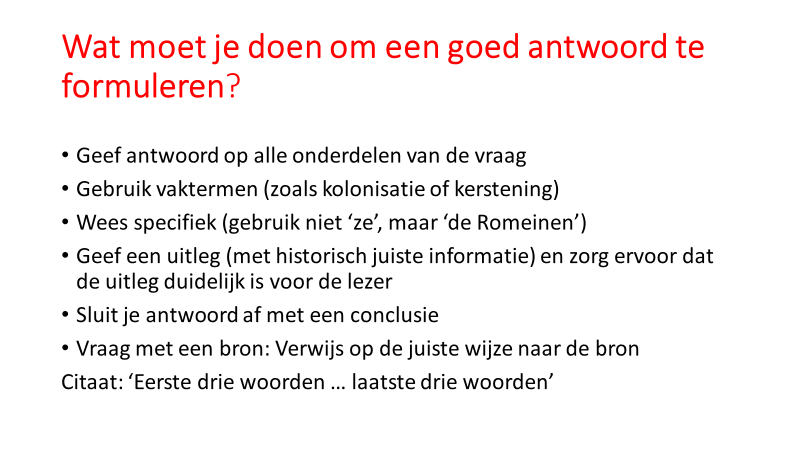 Wat moet je doen om een goed antwoord te
formuleren?
• Geef antwoord op alle onderdelen van de vraag
• Gebruik vaktermen (zoals kolonisatie of kerstening)
• Wees specifiek (gebruik niet ‘ze’, maar ‘de Romeinen’)
• Geef een uitleg (met historisch juiste informatie) en zorg ervoor dat
de uitleg duidelijk is voor de lezer
• Sluit je antwoord af met een conclusie
• Vraag met een bron: Verwijs op de juiste wijze naar de bron
Citaat: ‘Eerste drie woorden … laatste drie woorden’